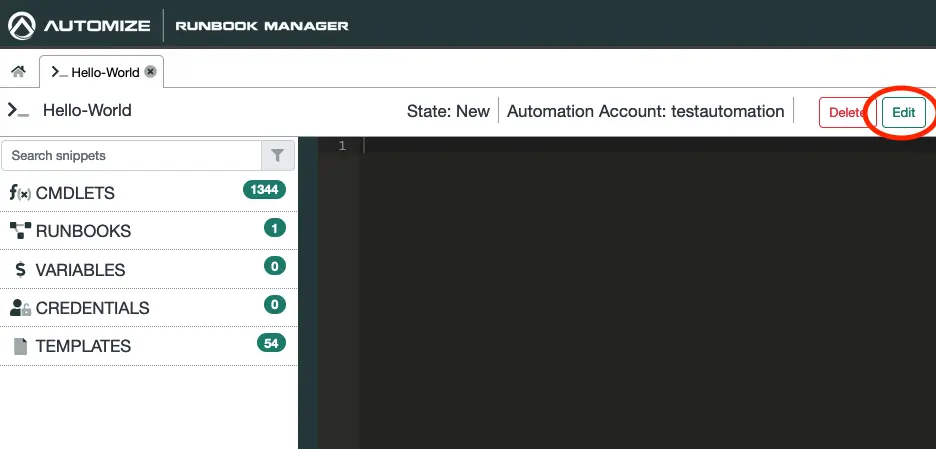 AUTOMIZE RUNBOOK MANAGER
>_ Hello-World
>_ Hello-World State: New Automation Account: testautomation Delete Edit
Search snippets
1
f(x) CMDLETS 1344
RUNBOOKS 1
$ VARIABLES 0
CREDENTIALS 0
TEMPLATES 54